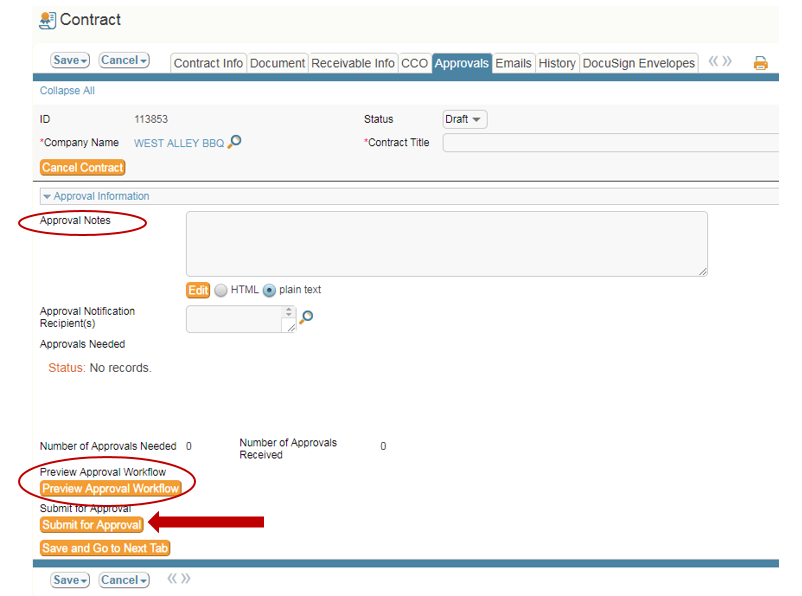 Contract
Save Cancel Contract Info Document Receivable Info CCO Approvals Emails History DocuSign Envelopes
Collapse All
ID 113853 Status Draft
*Company Name WEST ALLEY BBQ *Contract Title
Cancel Contract
Approval Information
Approval Notes
Edit HTML plain text
Approval Notification
Recipient(s)
Approvals Needed
Status: No records.
Number of Approvals Needed 0 Number of Approvals
Received 0
Preview Approval Workflow
Preview Approval Workflow
Submit for Approval
Submit for Approval
Save and Go to Next Tab
Save Cancel